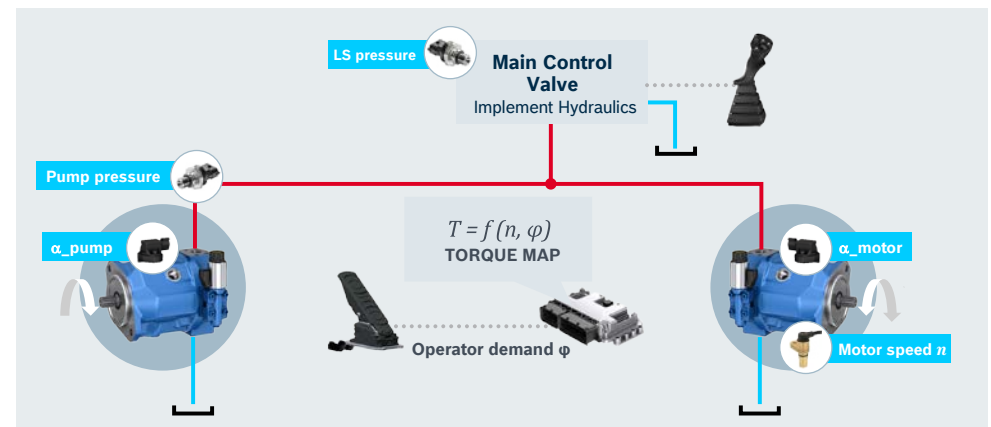 LS pressure
Main Control
Valve
Implement Hydraulics
Pump pressure
α_pump
T = f (n, φ)
TORQUE MAP
α_motor
Operator demand φ
Motor speed n